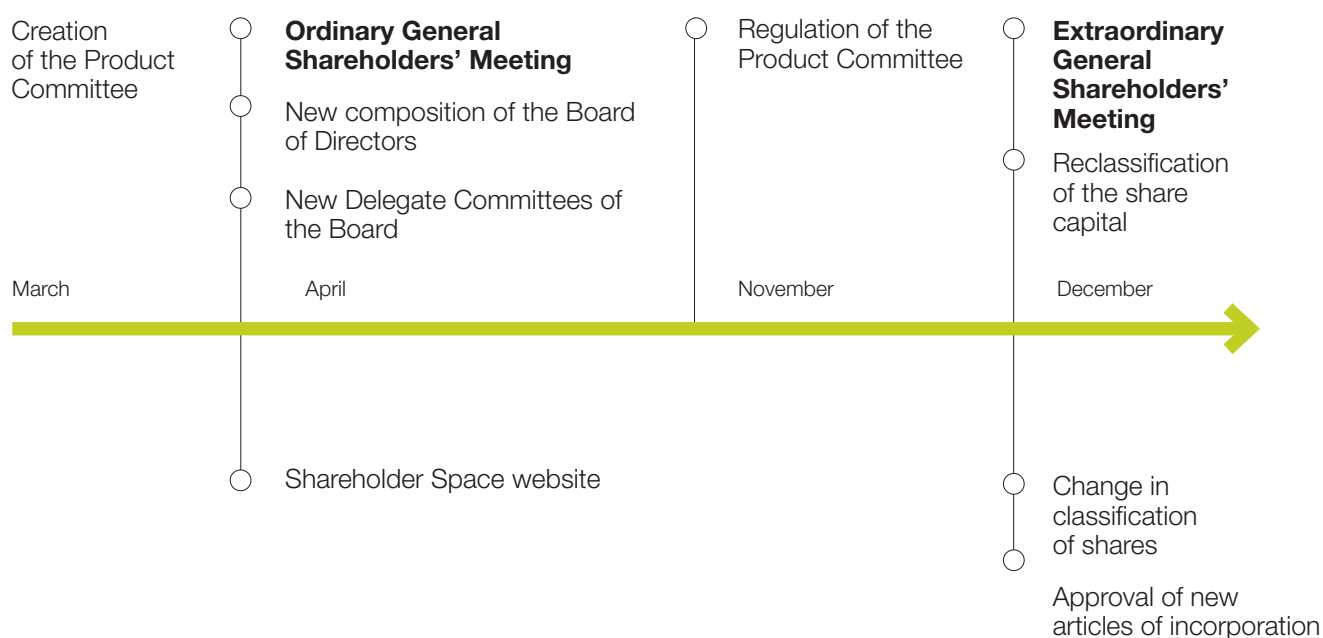 Creation
of the Product
Committee
Ordinary General
Shareholders’ Meeting
New composition of the Board
of Directors
New Delegate Committees of
the Board
Regulation of the
Product Committee
Extraordinary
General
Shareholders’
Meeting
Reclassification
of the share
capital
March
April
November
December
Shareholder Space website
Change in
classification
of shares
Approval of new
articles of incorporation